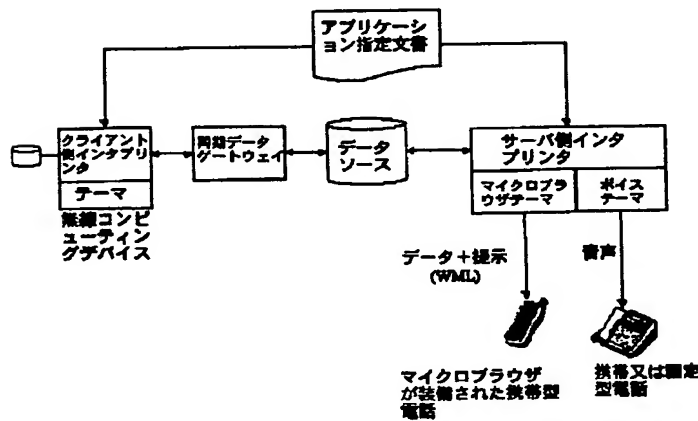 アプリケーシ
ョン指定文書
クライアント
側インタプリ
ンタ
テーマ
無線コンピ
ューティン
グデバイス
同期データ
ゲートウェイ
データ
ソース
サーバ側インタ
プリンタ
マイクロブラ
ウザテーマ
ボイス
テーマ
データ+提示
(WML)
音声
マイクロブラウザ
が装備された携帯型
電話
携帯又は固定
型電話